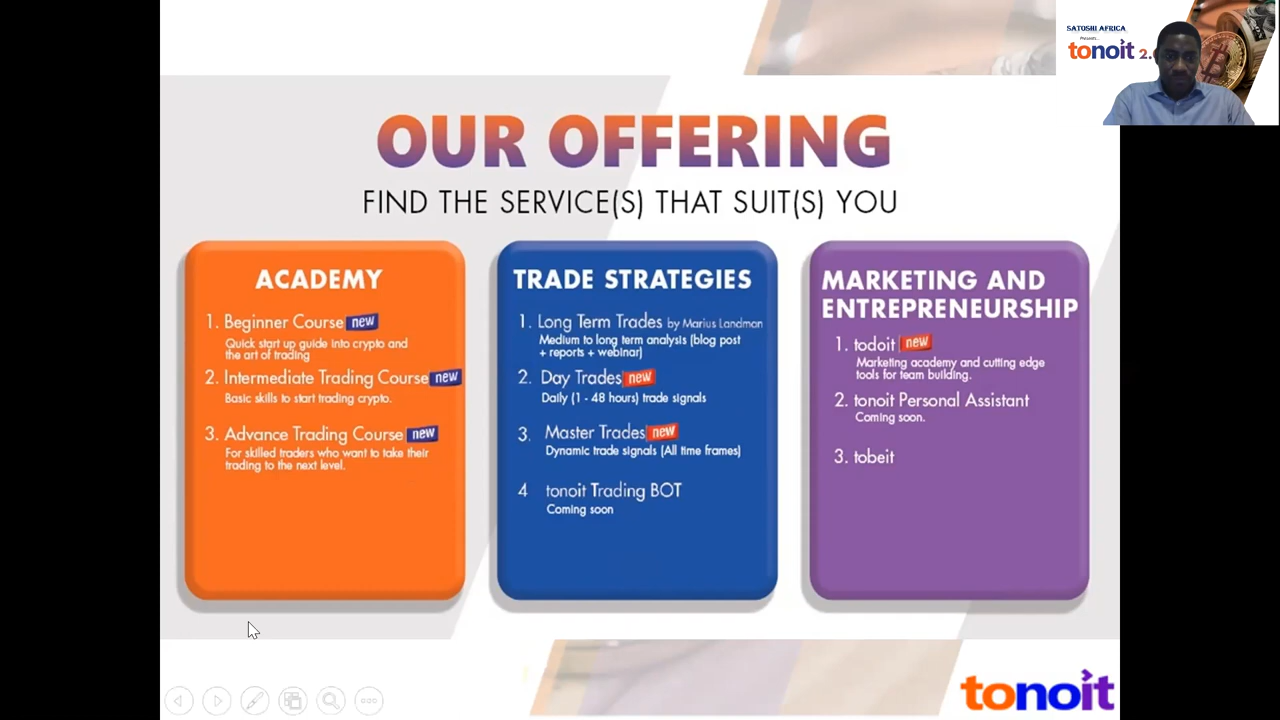 SATOSHI AFRICA
Presents...
tonoit 2.
OUR OFFERING
FIND THE SERVICE(S) THAT SUIT(S) YOU
ACADEMY
1. Beginner Course new
Quick start up guide into crypto and
the art of trading
2. Intermediate Trading Course new
Basic skills to start trading crypto.
3. Advance Trading Course new
For skilled traders who want to take their
trading to the next level.
TRADE STRATEGIES
1. Long Term Trades by Marius Landman
Medium to long term analysis (blog post
+ reports + webinar)
2. Day Trades new
Daily (1 - 48 hours) trade signals
3. Master Trades new
Dynamic trade signals (All time frames)
4 tonoit Trading BOT
Coming soon
MARKETING AND
ENTREPRENEURSHIP
1. todoit new
Marketing academy and cutting edge
tools for team building.
2. tonoit Personal Assistant
Coming soon.
3. tobeit
tonoit